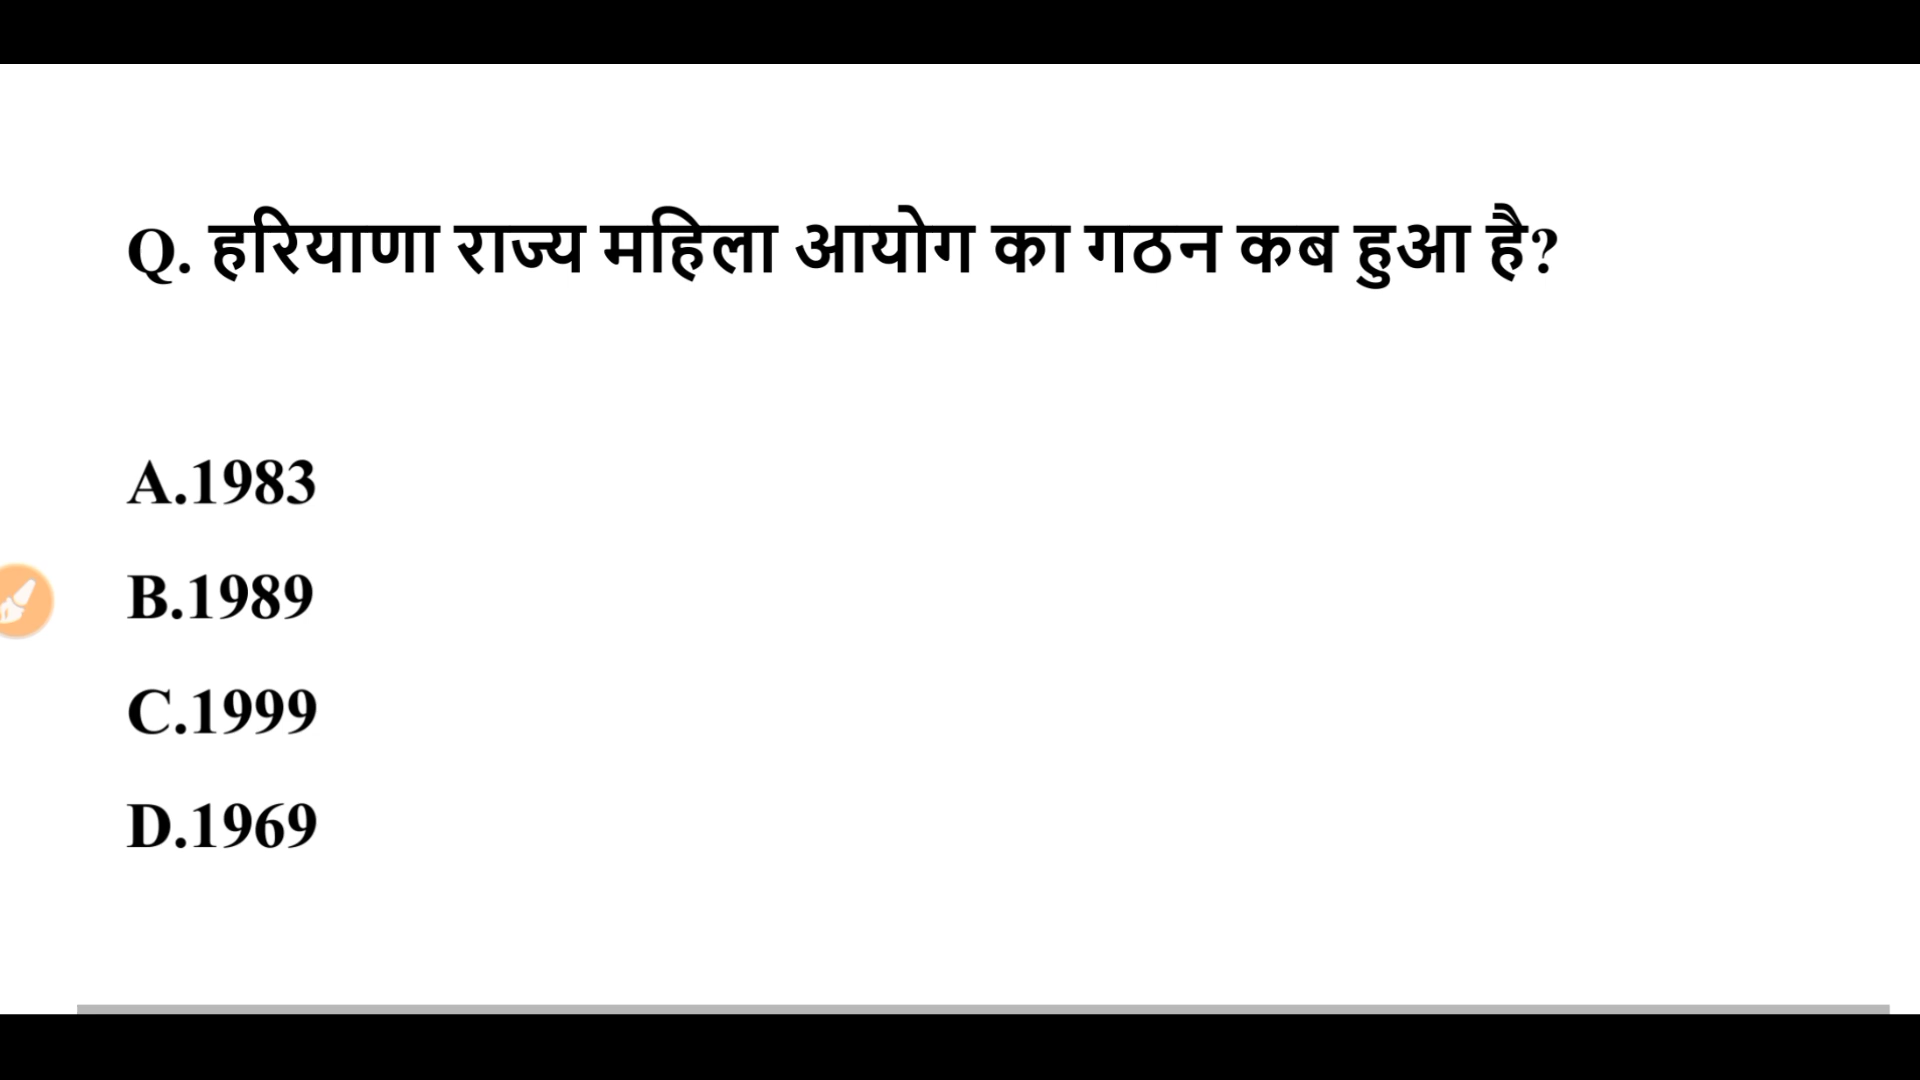 Q. हरियाणा राज्य महिला आयोग का गठन कब हुआ है?
A.1983
B.1989
C.1999
D.1969